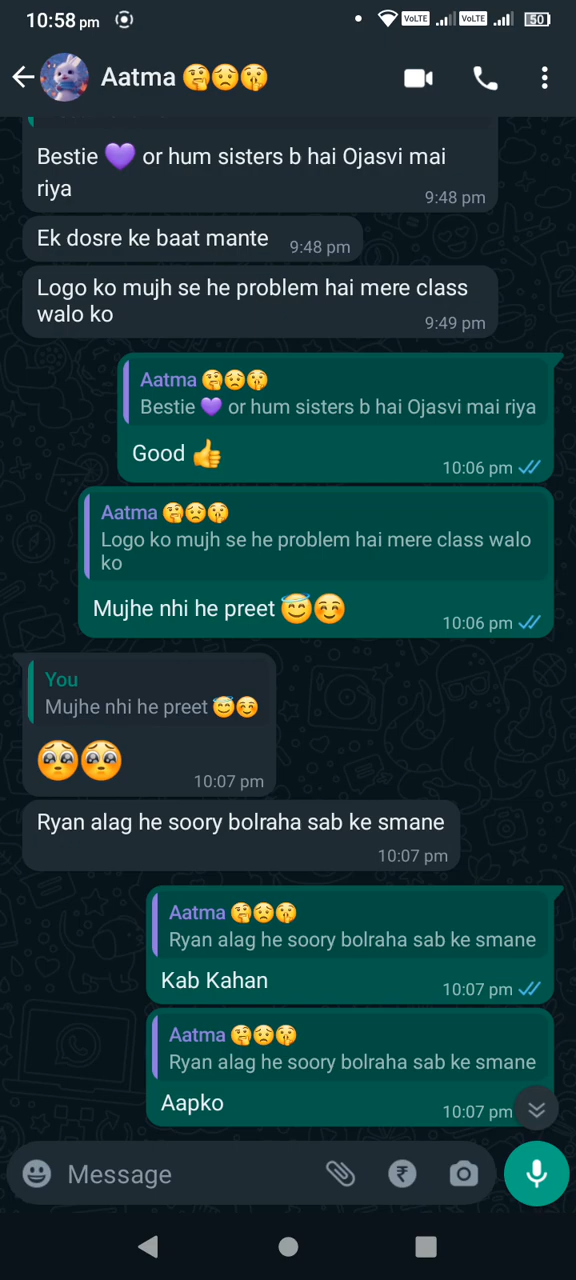 10:58 pm
VoLTE VoLTE 50
Aatma 🤔😟🤫
Bestie 💜 or hum sisters b hai Ojasvi mai
riya
9:48 pm
Ek dosre ke baat mante
9:48 pm
Logo ko mujh se he problem hai mere class
walo ko
9:49 pm
Aatma 🤔😟🤫
Bestie 💜 or hum sisters b hai Ojasvi mai riya
Good 👍
10:06 pm
Aatma 🤔😟🤫
Logo ko mujh se he problem hai mere class walo
ko
Mujhe nhi he preet 😇☺️
10:06 pm
You
Mujhe nhi he preet 😇☺️
🥺🥺
10:07 pm
Ryan alag he soory bolraha sab ke smane
10:07 pm
Aatma 🤔😟🤫
Ryan alag he soory bolraha sab ke smane
Kab Kahan
10:07 pm
Aatma 🤔😟🤫
Ryan alag he soory bolraha sab ke smane
Aapko
10:07 pm
Message
₹